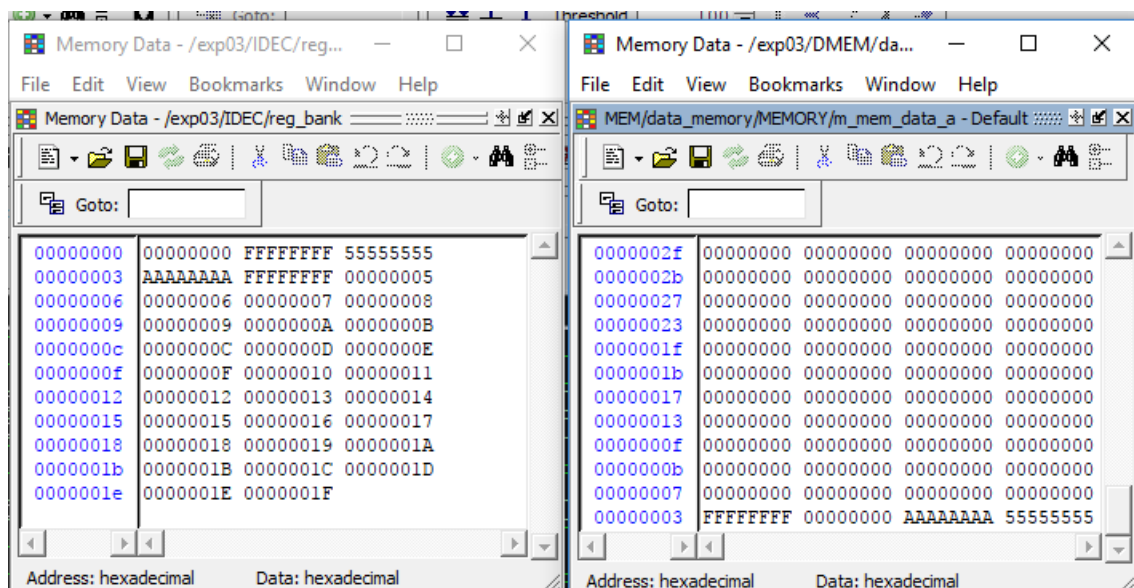 M Goto: Threshold
Memory Data - /exp03/IDEC/reg...
File Edit View Bookmarks Window Help
Memory Data - /exp03/IDEC/reg_bank
Goto:
00000000 00000000 FFFFFFFF 55555555
00000003 AAAAAAAA FFFFFFFF 00000005
00000006 00000006 00000007 00000008
00000009 00000009 0000000A 0000000B
0000000c 0000000C 0000000D 0000000E
0000000f 0000000F 00000010 00000011
00000012 00000012 00000013 00000014
00000015 00000015 00000016 00000017
00000018 00000018 00000019 0000001A
0000001b 0000001B 0000001C 0000001D
0000001e 0000001E 0000001F
Address: hexadecimal Data: hexadecimal
Memory Data - /exp03/DMEM/da...
File Edit View Bookmarks Window Help
MEM/data_memory/MEMORY/m_mem_data_a - Default
Goto:
0000002f 00000000 00000000 00000000 00000000
0000002b 00000000 00000000 00000000 00000000
00000027 00000000 00000000 00000000 00000000
00000023 00000000 00000000 00000000 00000000
0000001f 00000000 00000000 00000000 00000000
0000001b 00000000 00000000 00000000 00000000
00000017 00000000 00000000 00000000 00000000
00000013 00000000 00000000 00000000 00000000
0000000f 00000000 00000000 00000000 00000000
0000000b 00000000 00000000 00000000 00000000
00000007 00000000 00000000 00000000 00000000
00000003 FFFFFFFF 00000000 AAAAAAAA 55555555
Address: hexadecimal Data: hexadecimal